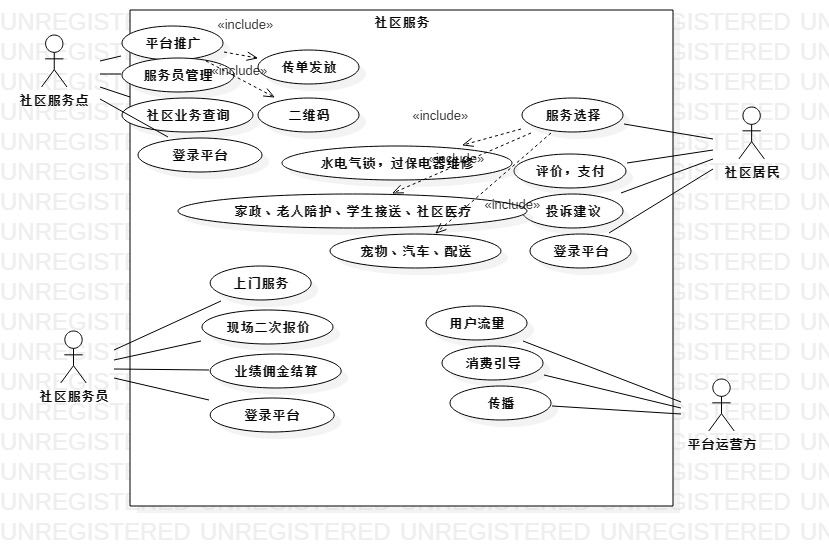 社区服务
«include»
平台推广
社区服务点
服务员管理
«include»
传单发放
社区业务查询
二维码
«include»
服务选择
登录平台
水电气锁，过保电器维修
«include»
评价，支付
社区居民
家政、老人陪护、学生接送、社区医疗
«include»
投诉建议
宠物、汽车、配送
登录平台
上门服务
现场二次报价
用户流量
社区服务员
业绩佣金结算
消费引导
登录平台
传播
平台运营方
UNREGISTERED